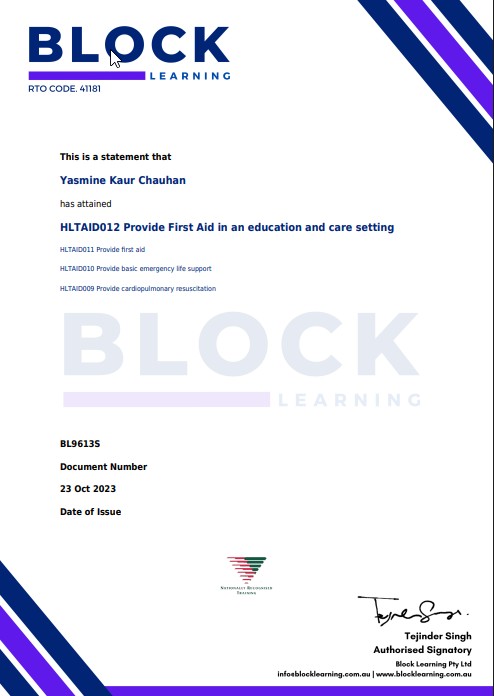 BLOCK
LEARNING
RTO CODE. 41181
This is a statement that
Yasmine Kaur Chauhan
has attained
HLTAID012 Provide First Aid in an education and care setting
HLTAID011 Provide first aid
HLTAID010 Provide basic emergency life support
HLTAID009 Provide cardiopulmonary resuscitation
BLOCK
LEARNING
BL9613S
Document Number
23 Oct 2023
Date of Issue
Nationally Recognised
Training
Tejinder Singh
Authorised Signatory
Block Learning Pty Ltd
info@blocklearning.com.au | www.blocklearning.com.au